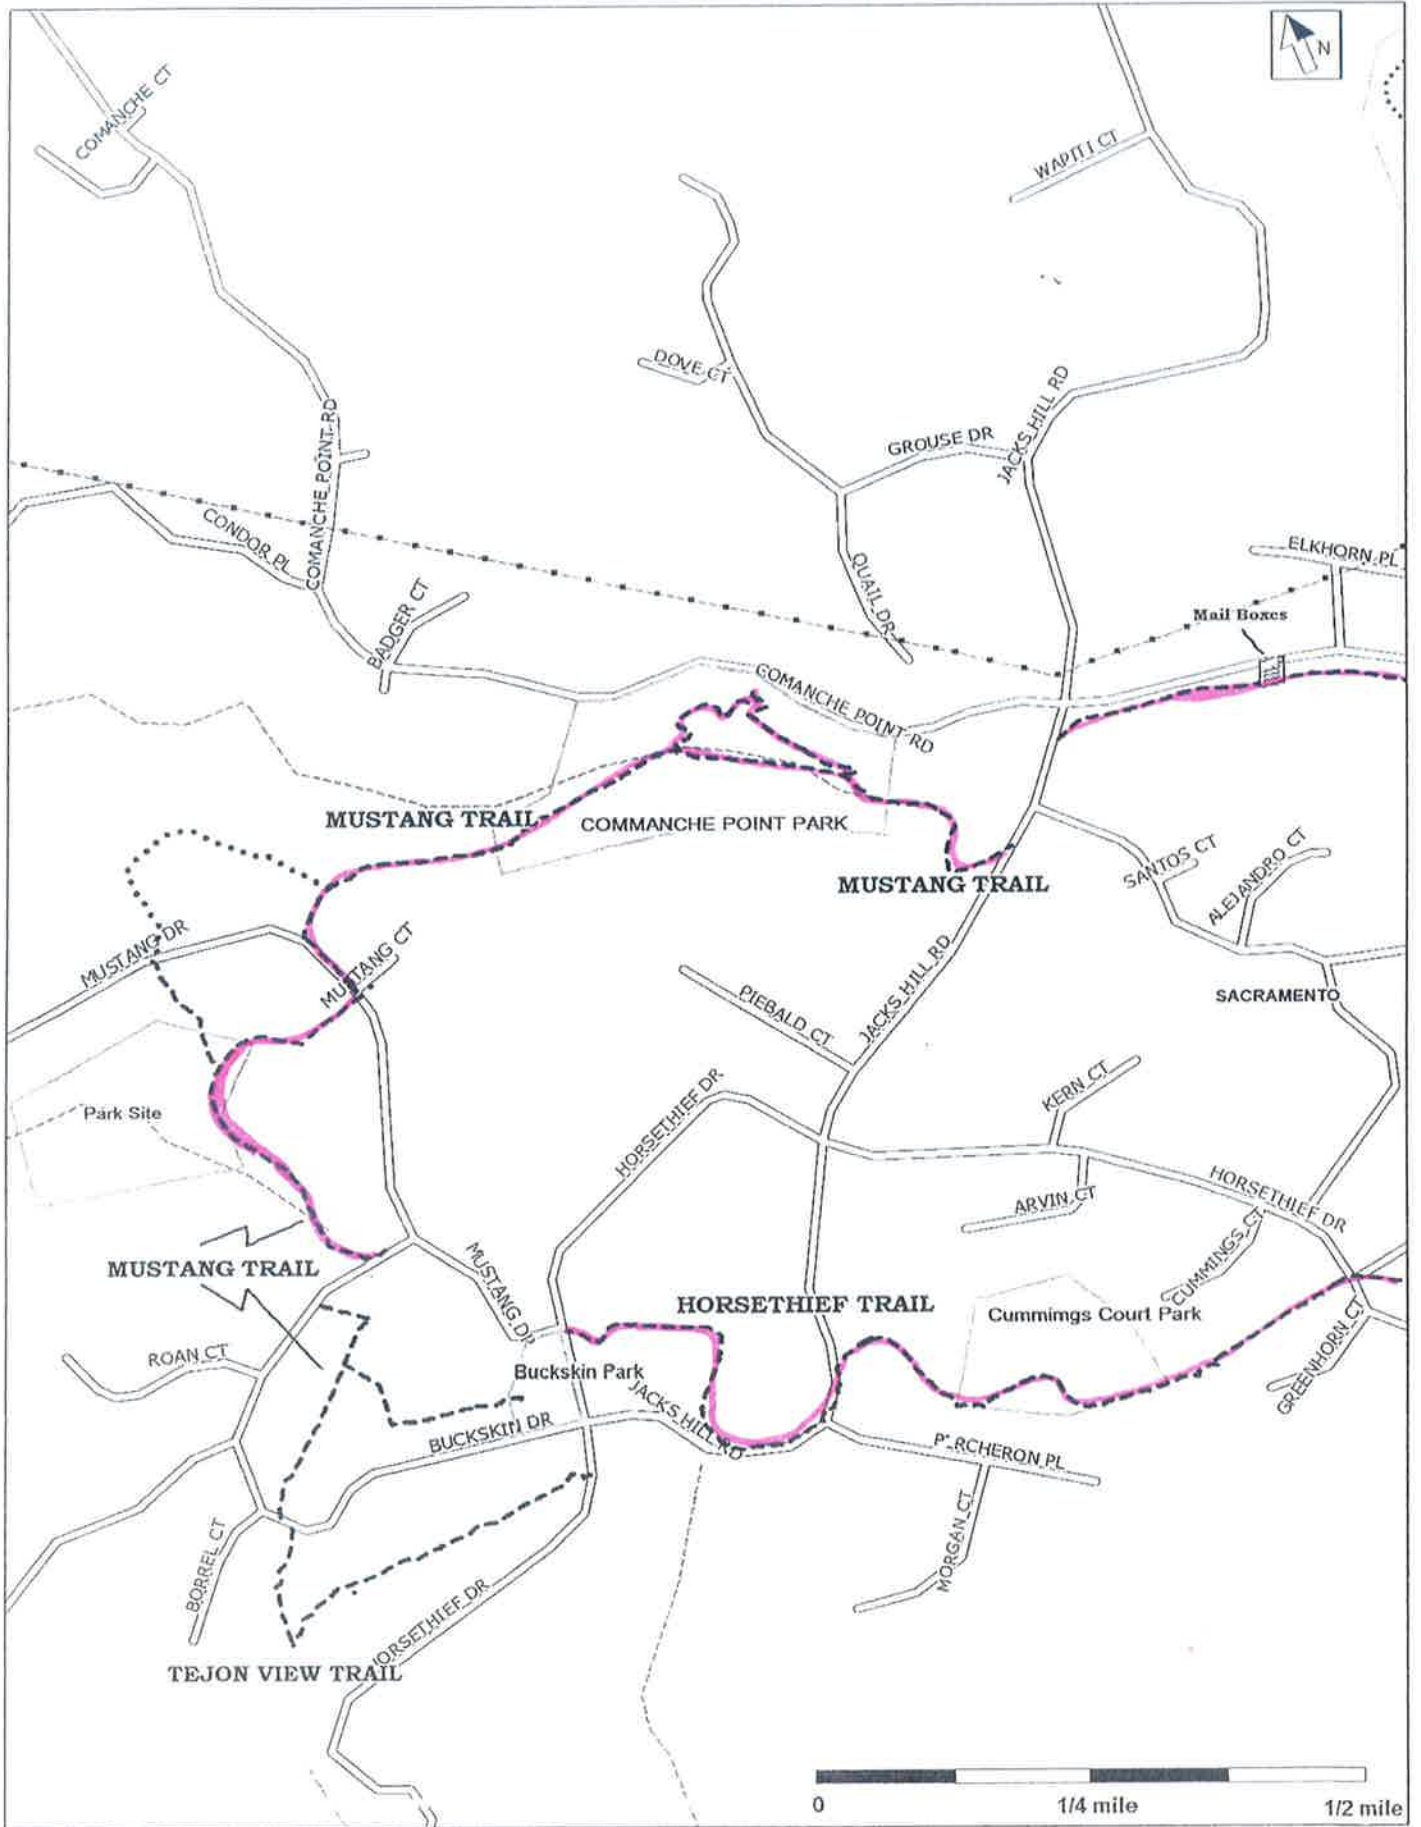 N
COMANCHE CT
WAPITI CT
DOVE CT
COMANCHE POINT RD
GROUSE DR
JACKS HILL RD
CONDOR PL
ELKHORN PL
QUAIL DR
BADGER CT
Mail Boxes
COMANCHE POINT RD
MUSTANG TRAIL
COMMANCHE POINT PARK
SANTOS CT
ALEJANDRO CT
MUSTANG TRAIL
MUSTANG DR
MUSTANG CT
JACKS HILL RD
PIEBALD CT
SACRAMENTO
Park Site
HORSETHIEF DR
KERN CT
ARVIN CT
HORSETHIEF DR
CUMMINGS CT
MUSTANG TRAIL
MUSTANG DR
HORSETHIEF TRAIL
Cummings Court Park
GREENHORN CT
ROAN CT
Buckskin Park
JACKS HILL RD
BUCKSKIN DR
P RCHERON PL
MORGAN CT
BORREL CT
ORSETHIEF DR
TEJON VIEW TRAIL
0
1/4 mile
1/2 mile